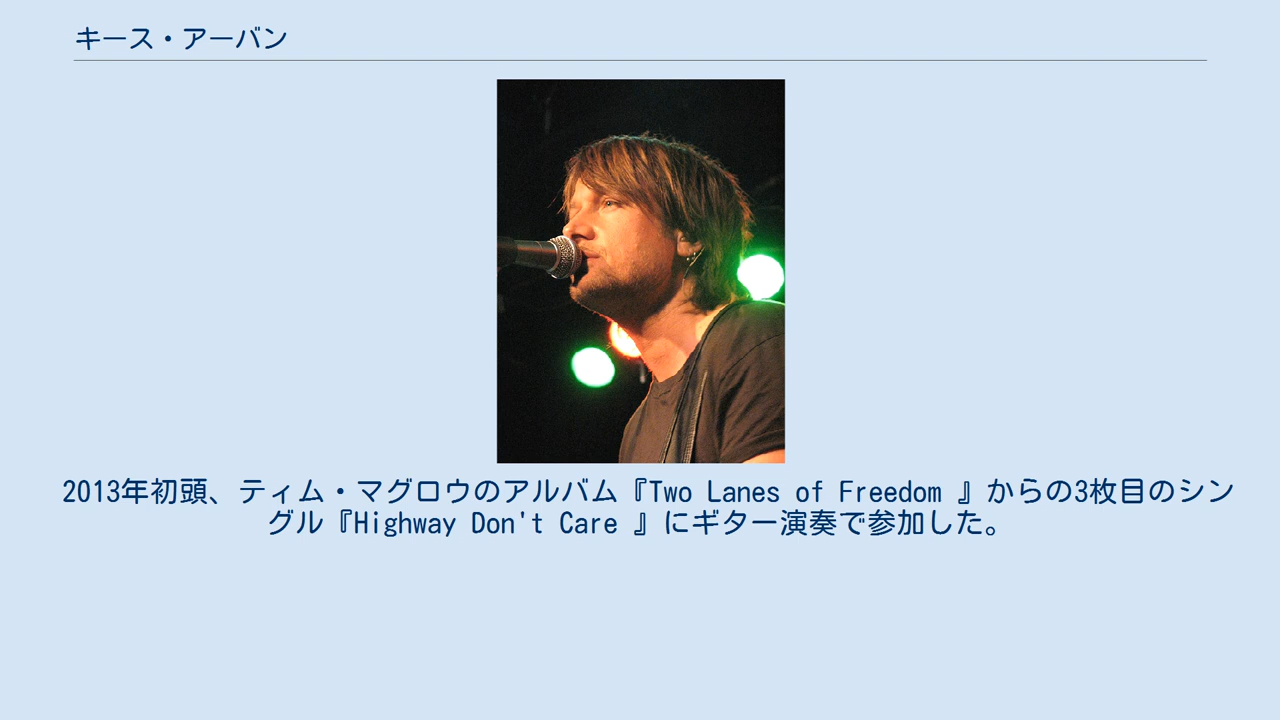 キース・アーバン
2013年初頭、ティム・マグロウのアルバム『Two Lanes of Freedom 』からの3枚目のシン
グル『Highway Don't Care 』にギター演奏で参加した。